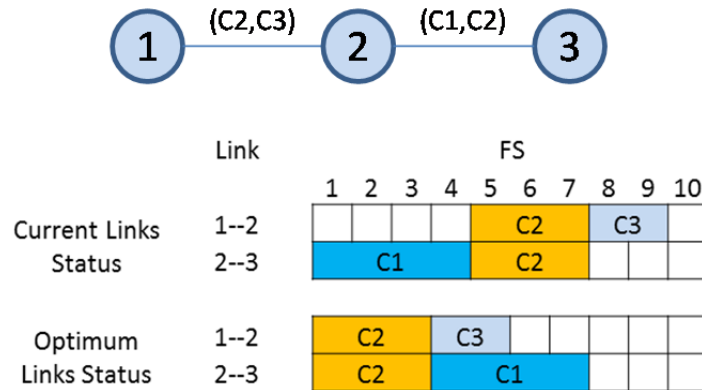 (C2,C3) (C1,C2)
1 2 3
Link FS
1 2 3 4 5 6 7 8 9 10
Current Links Status
1--2 C2 C3
2--3 C1 C2
Optimum Links Status
1--2 C2 C3
2--3 C2 C1